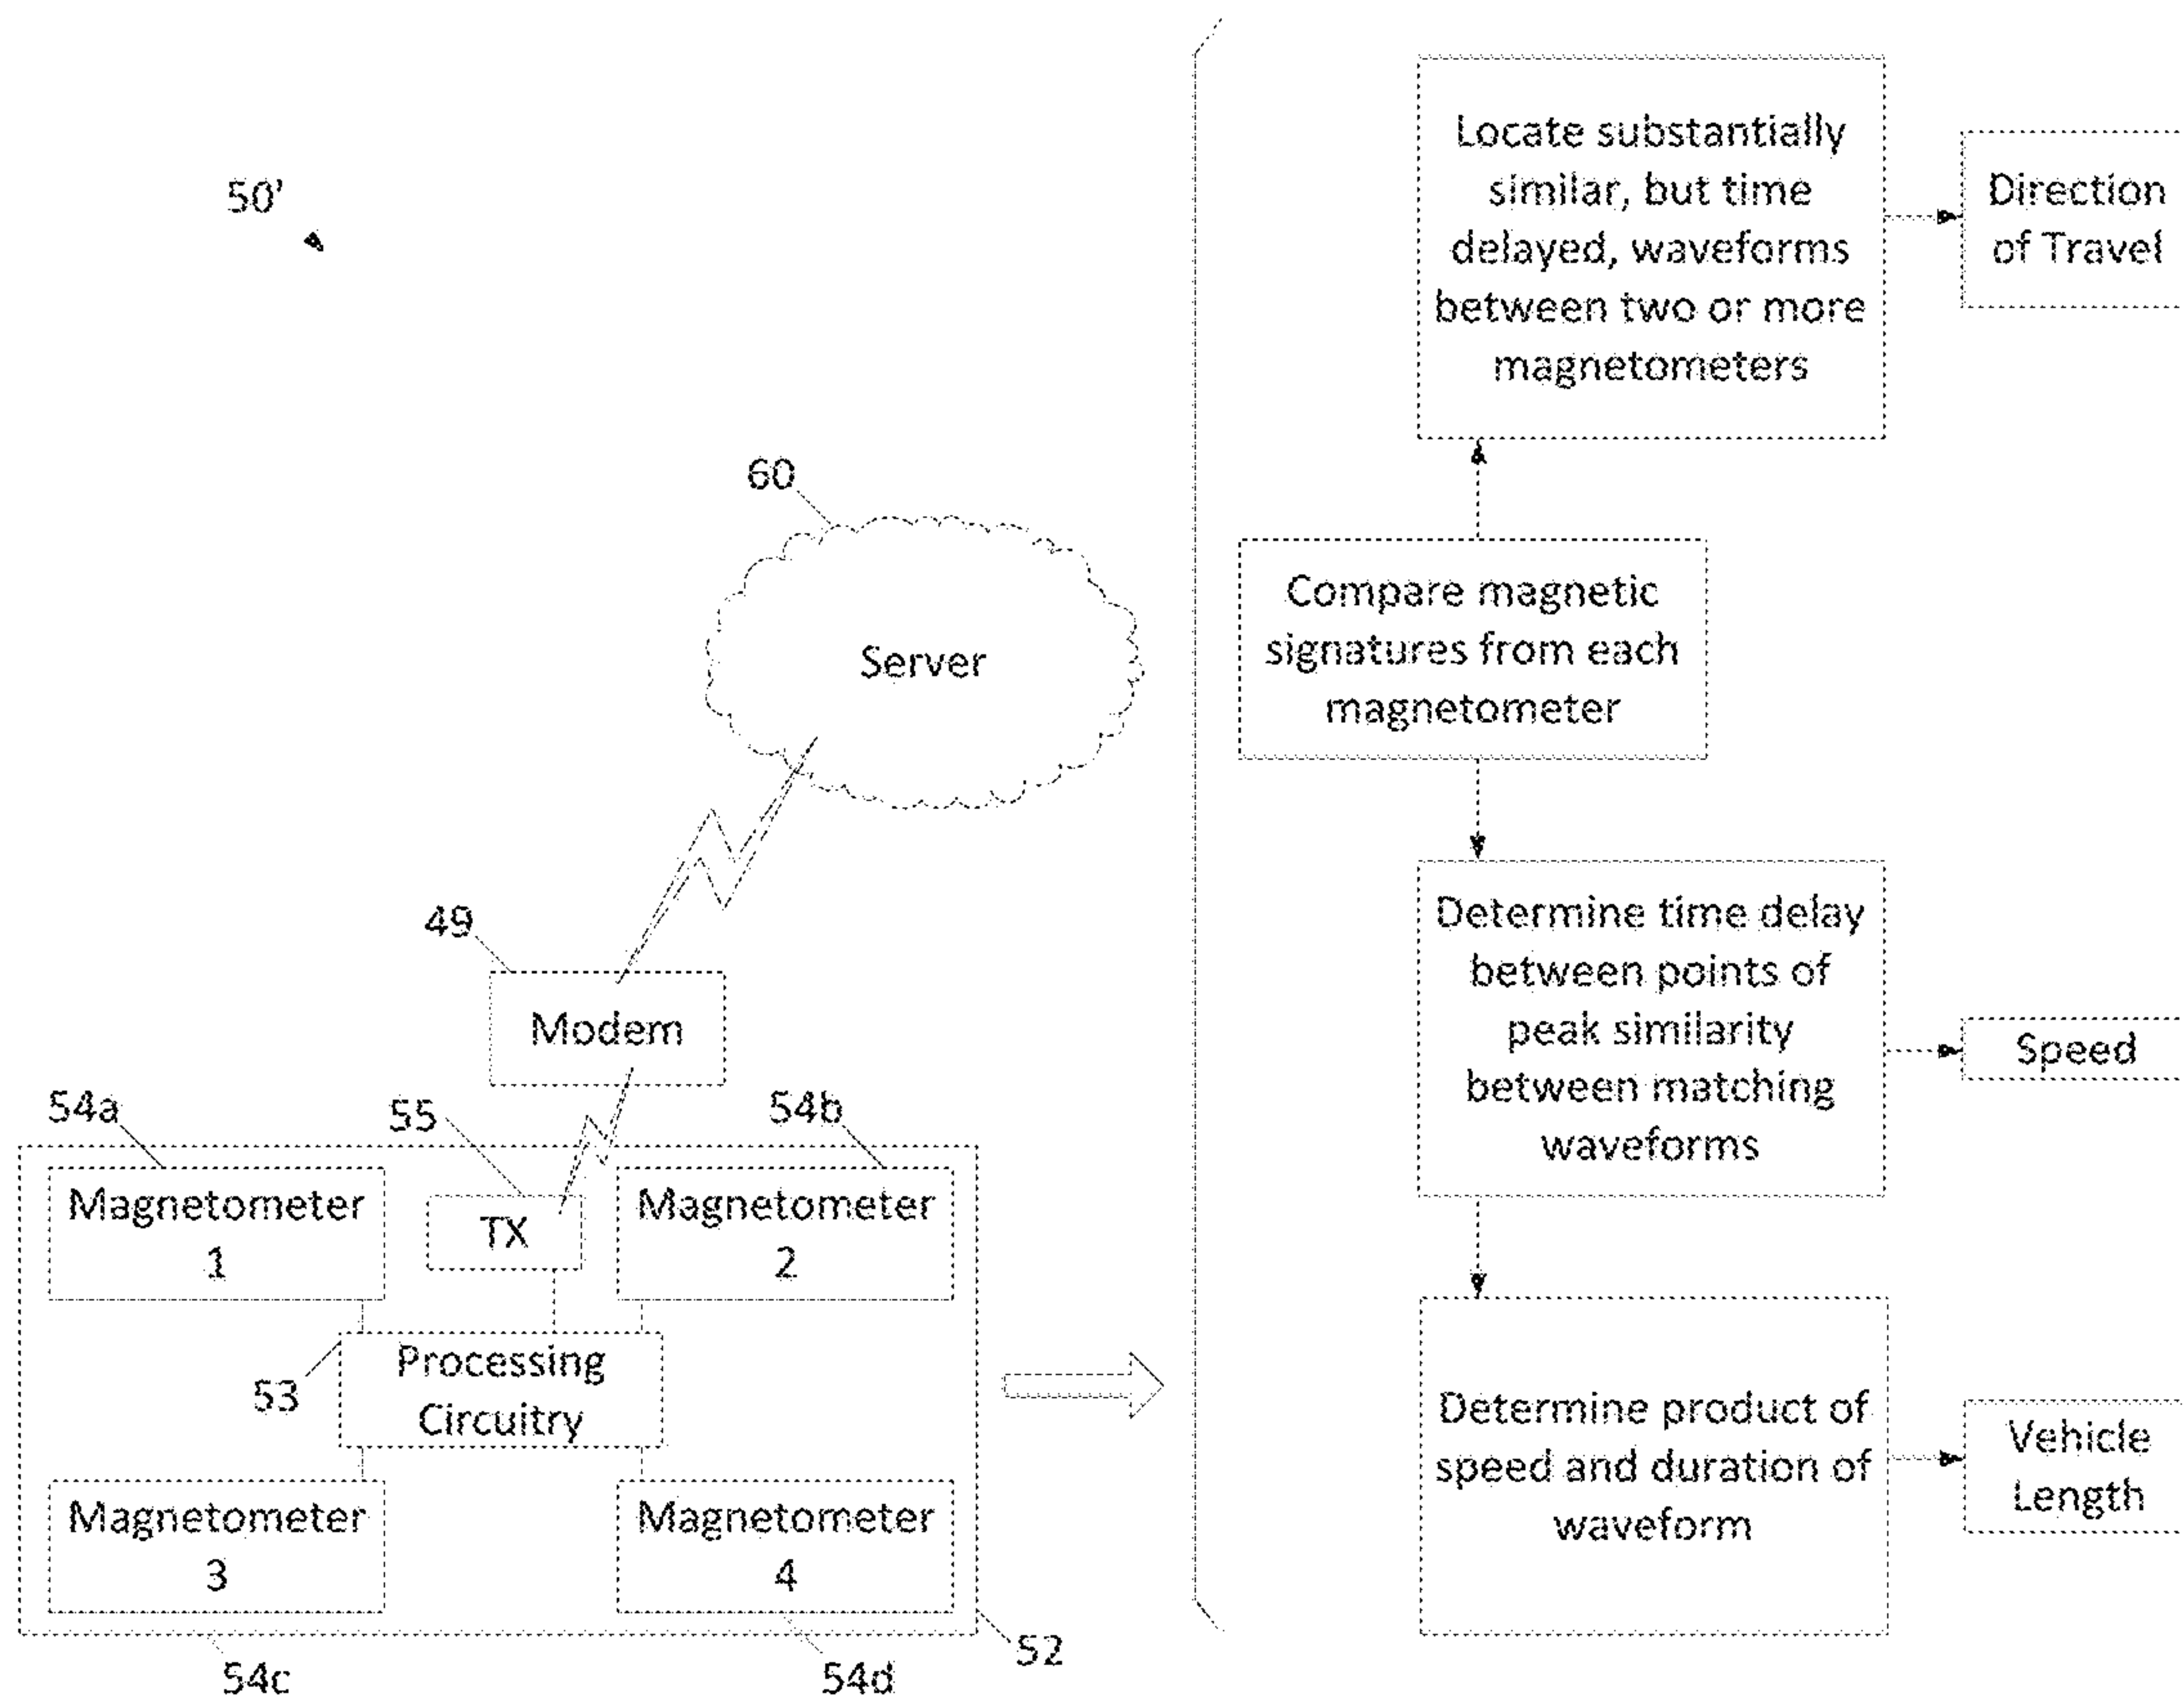 50'
60
Server
49
Modem
54a
55
54b
Magnetometer
1
TX
Magnetometer
2
53
Processing
Circuitry
Magnetometer
3
Magnetometer
4
54c
54d
52
Locate substantially
similar, but time
delayed, waveforms
between two or more
magnetometers
Direction
of Travel
Compare magnetic
signatures from each
magnetometer
Determine time delay
between points of
peak similarity
between matching
waveforms
Speed
Determine product of
speed and duration of
waveform
Vehicle
Length